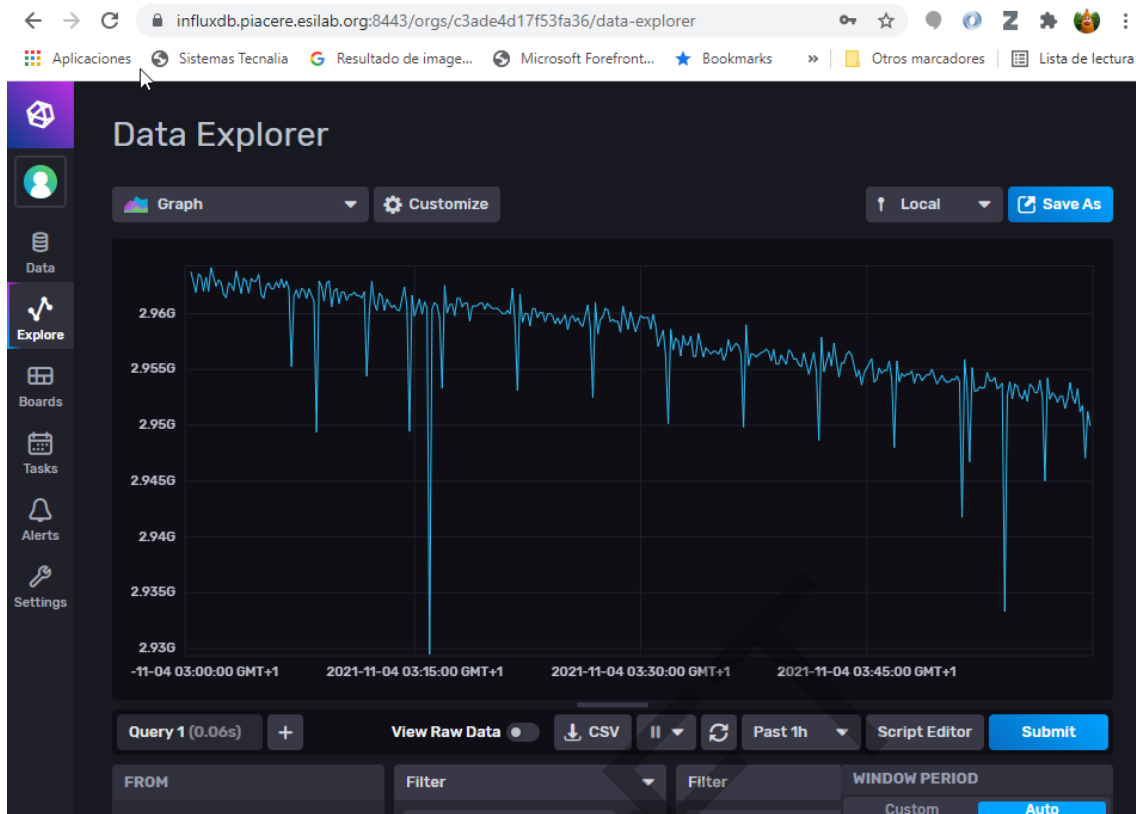 influxdb.piacere.esilab.org:8443/orgs/c3ade4d17f53fa36/data-explorer
Aplicaciones Sistemas Tecnalia Resultado de image... Microsoft Forefront... Bookmarks » Otros marcadores Lista de lectura
Data Explorer
Graph Customize Local Save As
Data
Explore
Boards
Tasks
Alerts
Settings
2.96G
2.955G
2.95G
2.945G
2.94G
2.935G
2.93G
-11-04 03:00:00 GMT+1 2021-11-04 03:15:00 GMT+1 2021-11-04 03:30:00 GMT+1 2021-11-04 03:45:00 GMT+1
Query 1 (0.06s) + View Raw Data CSV Past 1h Script Editor Submit
FROM Filter Filter WINDOW PERIOD
Custom Auto